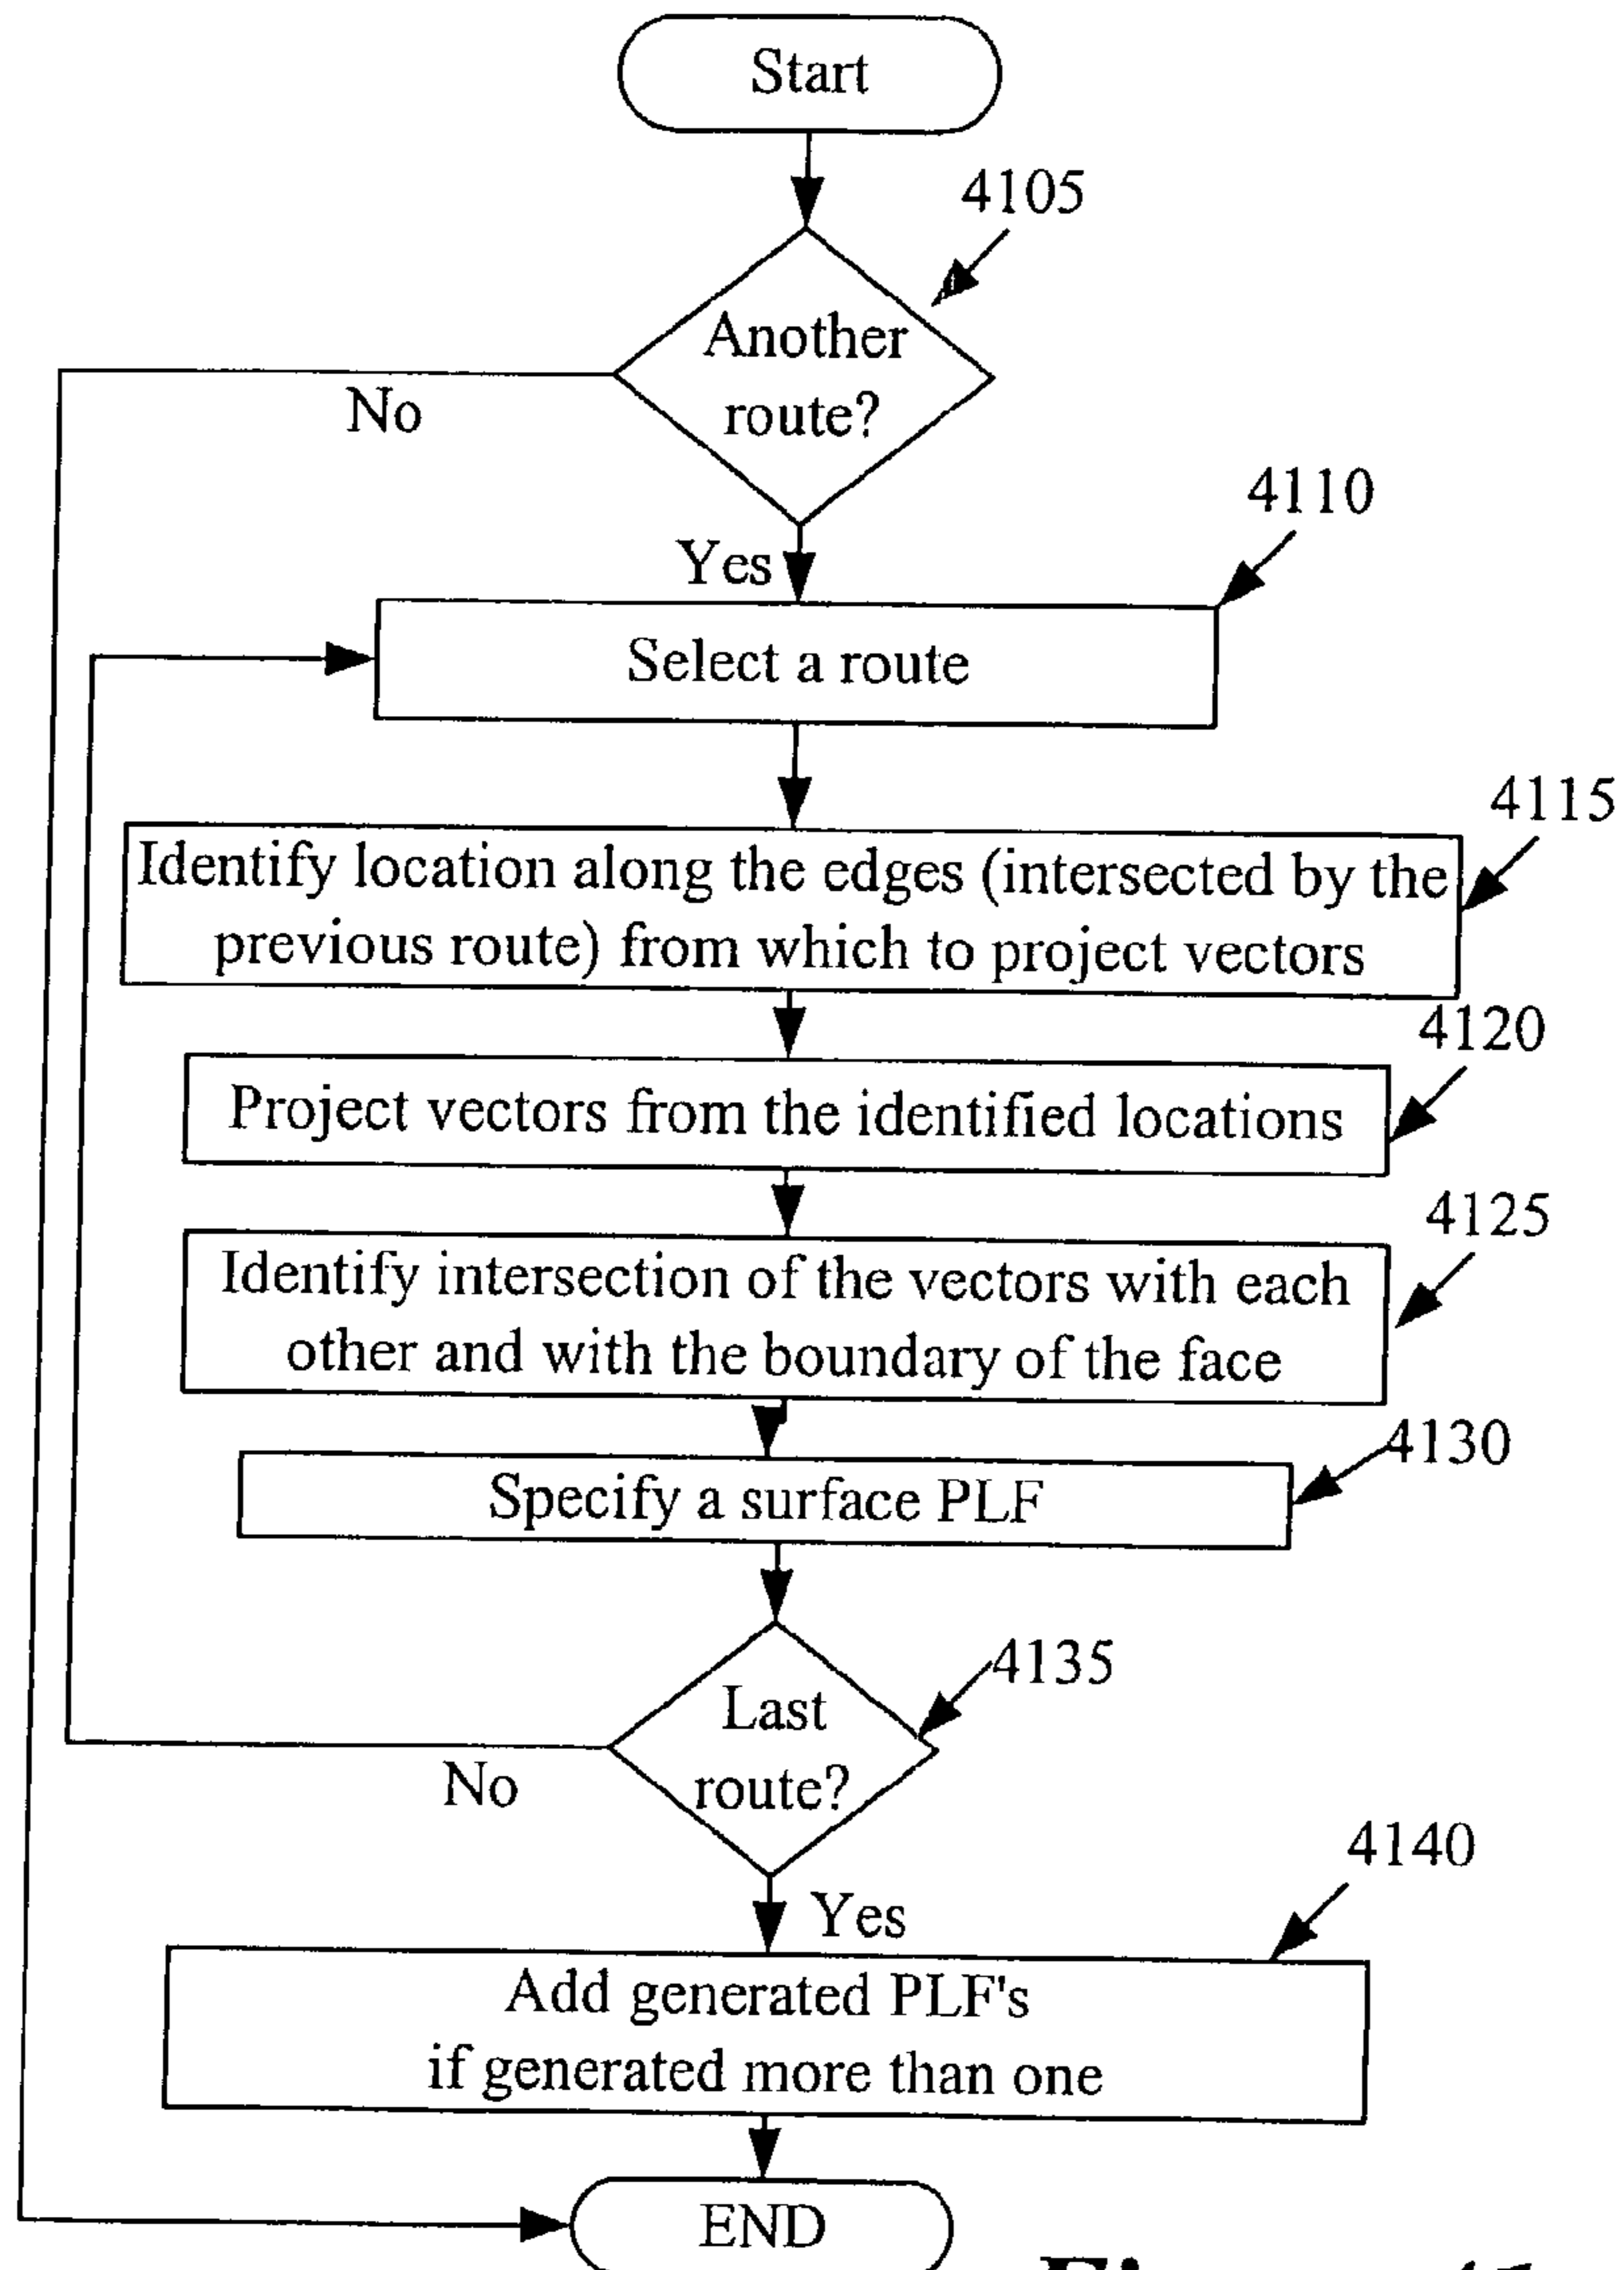 Start
4105
Another
route?
No
4110
Yes
Select a route
4115
Identify location along the edges (intersected by the
previous route) from which to project vectors
4120
Project vectors from the identified locations
4125
Identify intersection of the vectors with each
other and with the boundary of the face
4130
Specify a surface PLF
4135
Last
route?
No
4140
Yes
Add generated PLF's
if generated more than one
END